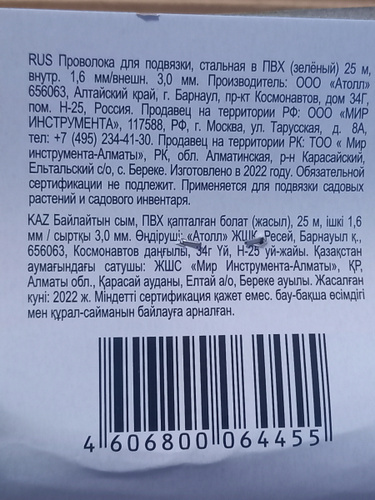 RUS Проволока для подвязки, стальная в ПВХ (зелёный) 25 м,
внутр. 1,6 мм/внешн. 3,0 мм. Производитель: ООО «Атолл»
656063, Алтайский край, г. Барнаул, пр-кт Космонавтов, дом 34Г,
пом. Н-25, Россия. Продавец на территории РФ: ООО «МИР
ИНСТРУМЕНТА», 117588, РФ, г. Москва, ул. Тарусская, д. 8А,
тел: +7 (495) 234-41-30. Продавец на территории РК: ТОО « Мир
инструмента-Алматы», РК, обл. Алматинская, р-н Карасайский,
Ельтальский с/о, с. Береке. Изготовлено в 2022 году. Обязательной
сертификации не подлежит. Применяется для подвязки садовых
растений и садового инвентаря.
KAZ Байлайтын сым, ПВХ қапталған болат (жасыл), 25 м, ішкі 1,6
мм / сыртқы 3,0 мм. Өндіруші: «Атолл» ЖШҚ, Ресей, Барнаул қ.,
656063, Космонавтов даңғылы, 34г Үй, Н-25 үй-жайы. Қазақстан
аумағындағы сатушы: ЖШС «Мир Инструмента-Алматы», ҚР,
Алматы обл., Қарасай ауданы, Елтай а/о, Береке ауылы. Жасалған
күні: 2022 ж. Міндетті сертификация қажет емес. бау-бақша өсімдігі
мен құрал-сайманын байлауға арналған.
4 606800 064455